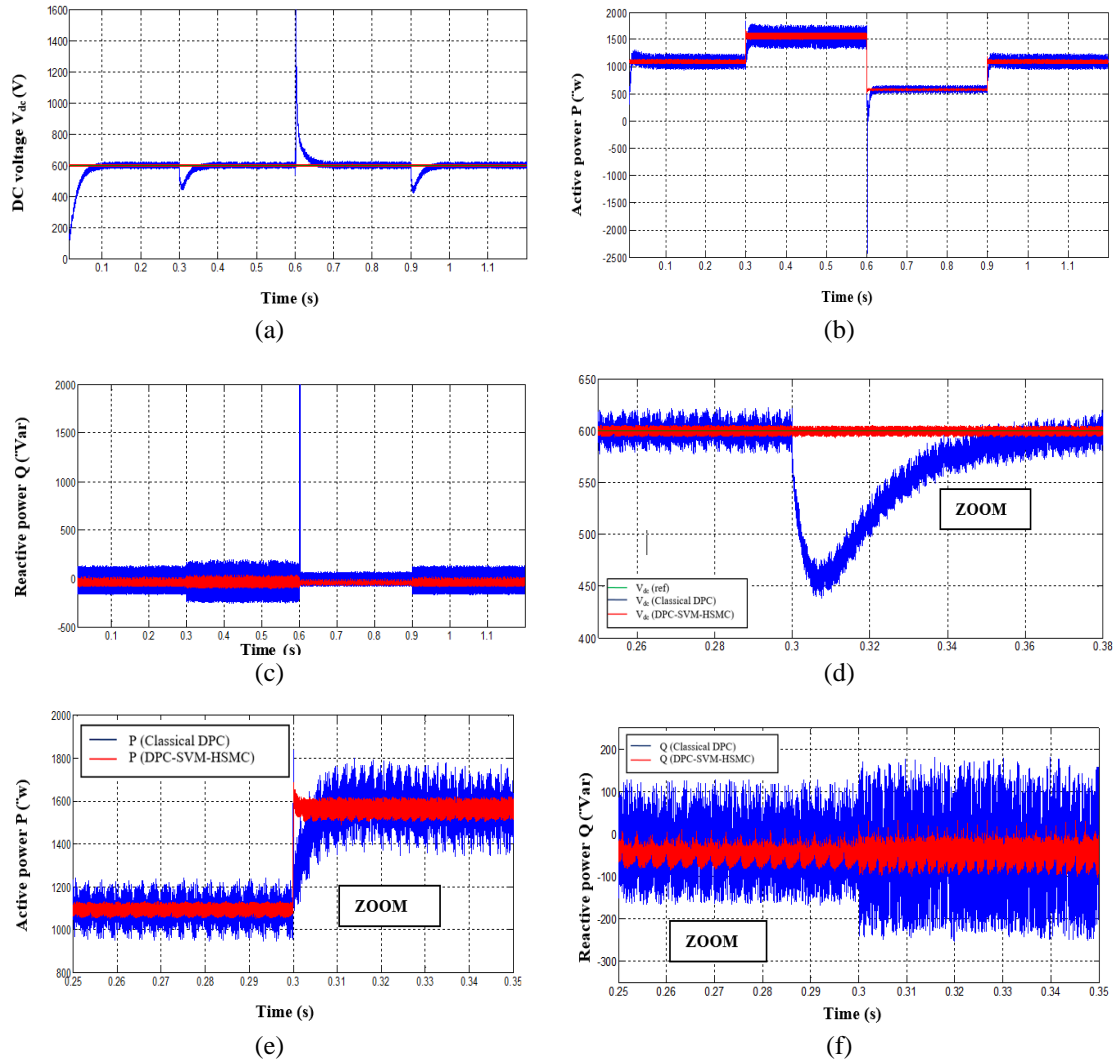 1600
1400
1200
1000
800
600
400
200
0
DC voltage Vdc (V)
0.1 0.2 0.3 0.4 0.5 0.6 0.7 0.8 0.9 1 1.1
Time (s)
(a)
2000
1500
1000
500
0
-500
-1000
-1500
-2000
-2500
Active power P (˝w)
0.1 0.2 0.3 0.4 0.5 0.6 0.7 0.8 0.9 1 1.1
Time (s)
(b)
2000
1500
1000
500
0
-500
Reactive power Q (˝Var)
0.1 0.2 0.3 0.4 0.5 0.6 0.7 0.8 0.9 1 1.1
Time (s)
(c)
650
600
550
500
450
400
ZOOM
Vdc (ref)
Vdc (Classical DPC)
Vdc (DPC-SVM-HSMC)
0.26 0.28 0.3 0.32 0.34 0.36 0.38
(d)
2000
1800
1600
1400
1200
1000
800
Active power P (˝w)
P (Classical DPC)
P (DPC-SVM-HSMC)
ZOOM
0.25 0.26 0.27 0.28 0.29 0.3 0.31 0.32 0.33 0.34 0.35
Time (s)
(e)
200
100
0
-100
-200
-300
Reactive power Q (˝Var)
Q (Classical DPC)
Q (DPC-SVM-HSMC)
ZOOM
0.25 0.26 0.27 0.28 0.29 0.3 0.31 0.32 0.33 0.34 0.35
Time (s)
(f)